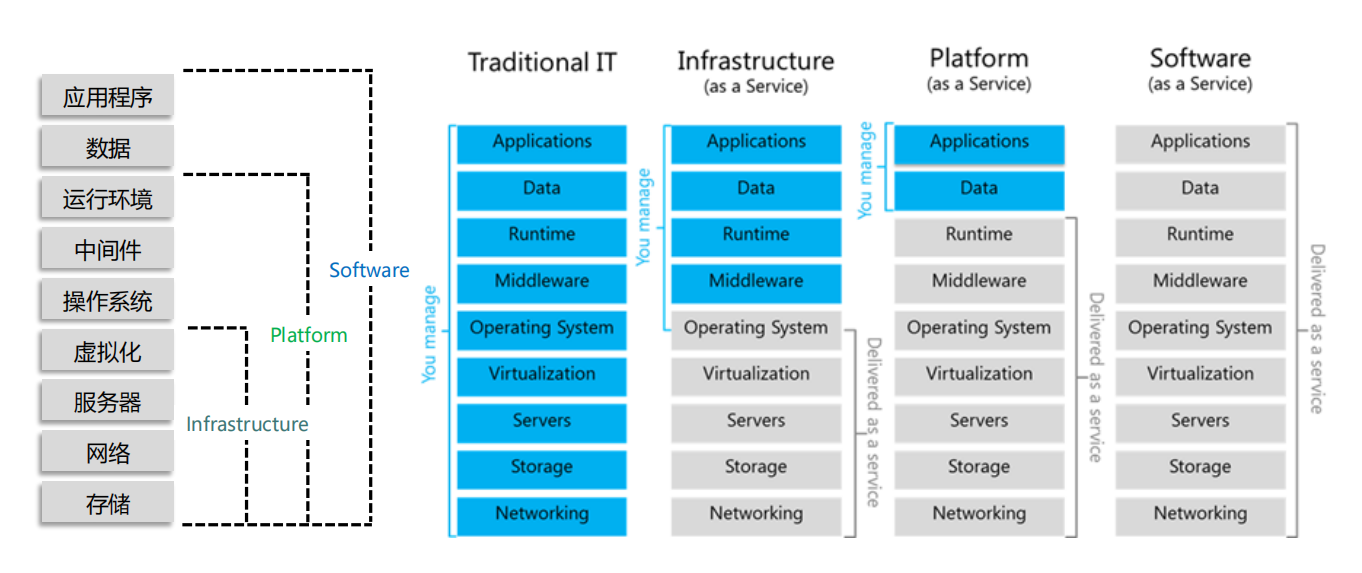 应用程序
数据
运行环境
中间件
操作系统
虚拟化
服务器
网络
存储
Software
Platform
Infrastructure
Traditional IT
You manage
Applications
Data
Runtime
Middleware
Operating System
Virtualization
Servers
Storage
Networking
Infrastructure
(as a Service)
You manage
Applications
Data
Runtime
Middleware
Operating System
Virtualization
Servers
Storage
Networking
Delivered as a service
Platform
(as a Service)
You manage
Applications
Data
Runtime
Middleware
Operating System
Virtualization
Servers
Storage
Networking
Delivered as a service
Software
(as a Service)
Applications
Data
Runtime
Middleware
Operating System
Virtualization
Servers
Storage
Networking
Delivered as a service